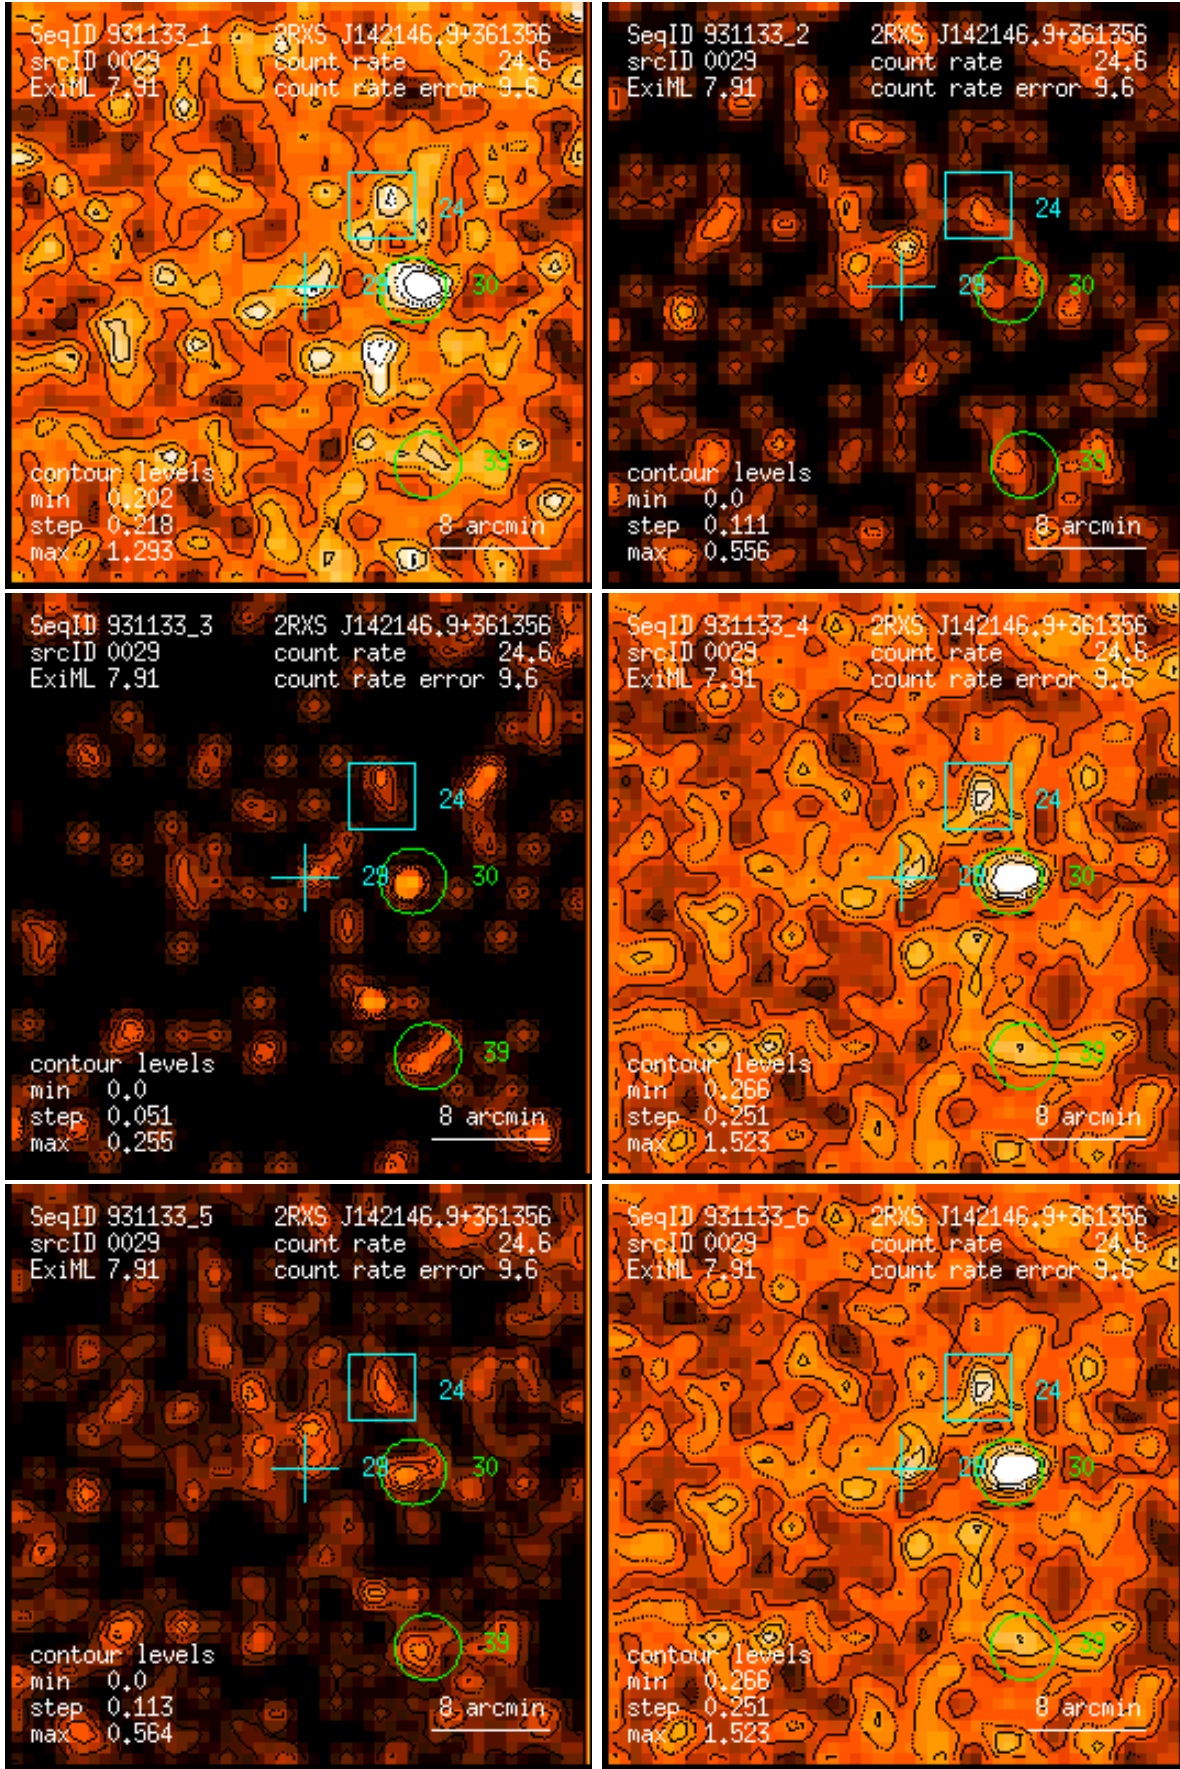 SeqID 931133_1 2RXS J142146.9+361356
srcID 0029 count rate 24.6
ExiML 7.91 count rate error 9.6
24
29 30
39
contour levels
min 0.202
step 0.218 8 arcmin
max 1.293
SeqID 931133_2 2RXS J142146.9+361356
srcID 0029 count rate 24.6
ExiML 7.91 count rate error 9.6
24
29 30
39
contour levels
min 0.0
step 0.111 8 arcmin
max 0.556
SeqID 931133_3 2RXS J142146.9+361356
srcID 0029 count rate 24.6
ExiML 7.91 count rate error 9.6
24
29 30
39
contour levels
min 0.0
step 0.051 8 arcmin
max 0.255
SeqID 931133_4 2RXS J142146.9+361356
srcID 0029 count rate 24.6
ExiML 7.91 count rate error 9.6
24
29 30
39
contour levels
min 0.266
step 0.251 8 arcmin
max 1.523
SeqID 931133_5 2RXS J142146.9+361356
srcID 0029 count rate 24.6
ExiML 7.91 count rate error 9.6
24
29 30
39
contour levels
min 0.0
step 0.113 8 arcmin
max 0.564
SeqID 931133_6 2RXS J142146.9+361356
srcID 0029 count rate 24.6
ExiML 7.91 count rate error 9.6
24
29 30
39
contour levels
min 0.266
step 0.251 8 arcmin
max 1.523